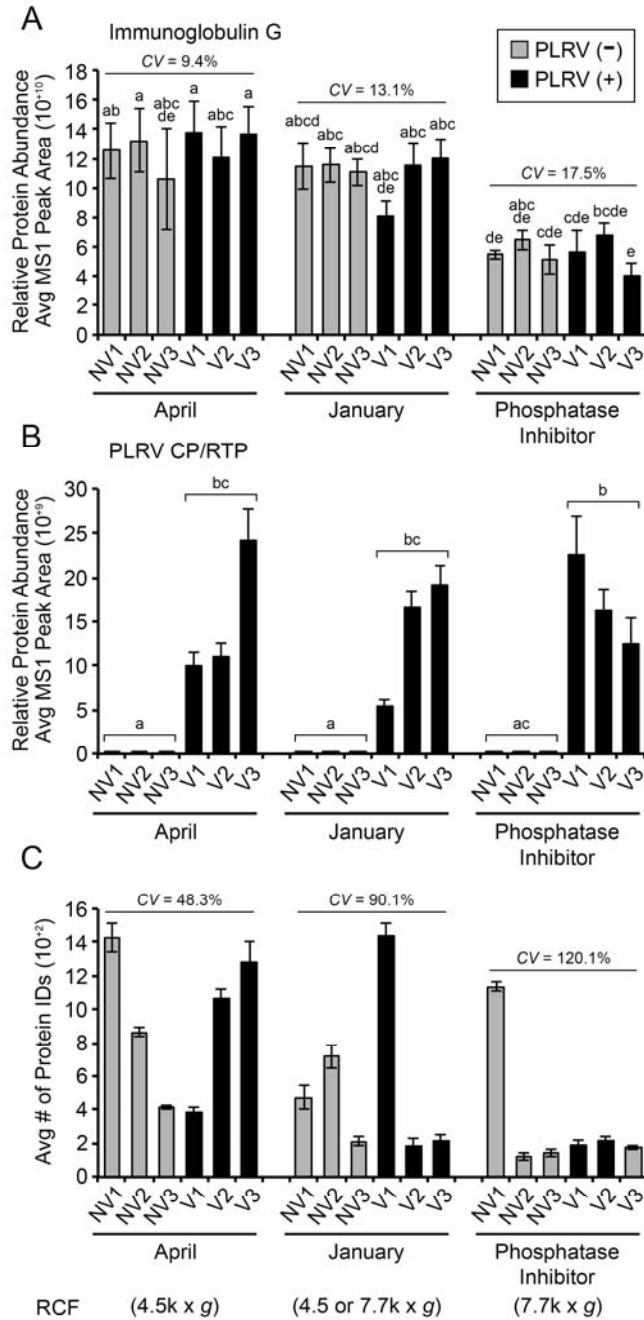 A
Immunoglobulin G
PLRV (−)
PLRV (+)
CV = 9.4%
CV = 13.1%
CV = 17.5%
Relative Protein Abundance
Avg MS1 Peak Area (10⁺¹⁰)
18
16
14
12
10
8
6
4
2
0
ab
a
abc
de
a
abc
a
abcd
abc
abcd
abc
de
abc
abc
de
abc
de
cde
cde
bcde
e
NV1 NV2 NV3 V1 V2 V3
NV1 NV2 NV3 V1 V2 V3
NV1 NV2 NV3 V1 V2 V3
April
January
Phosphatase
Inhibitor
B
PLRV CP/RTP
Relative Protein Abundance
Avg MS1 Peak Area (10⁺⁹)
30
25
20
15
10
5
0
a
bc
a
bc
ac
b
NV1 NV2 NV3 V1 V2 V3
NV1 NV2 NV3 V1 V2 V3
NV1 NV2 NV3 V1 V2 V3
April
January
Phosphatase
Inhibitor
C
CV = 48.3%
CV = 90.1%
CV = 120.1%
Avg # of Protein IDs (10⁺²)
16
14
12
10
8
6
4
2
0
NV1 NV2 NV3 V1 V2 V3
NV1 NV2 NV3 V1 V2 V3
NV1 NV2 NV3 V1 V2 V3
April
January
Phosphatase
Inhibitor
RCF (4.5k x g) (4.5 or 7.7k x g) (7.7k x g)